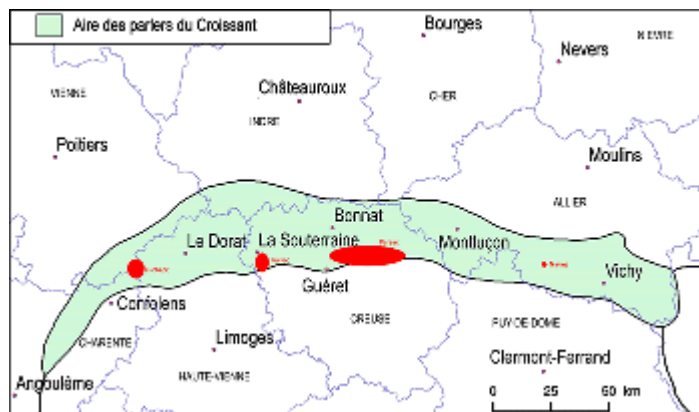 Aire des parlers du Croissant
Bourges
NIEVRE
Nevers
Châteauroux
VIENNE
CHER
INDRE
Poitiers
Moulins
ALLIER
Bonnat
Le Dorat
La Souterraine
Montluçon
Vichy
Guéret
Confolens
CREUSE
PUY-DE-DOME
CHARENTE
Limoges
Clermont-Ferrand
HAUTE-VIENNE
Angoulême
0 25 50 km